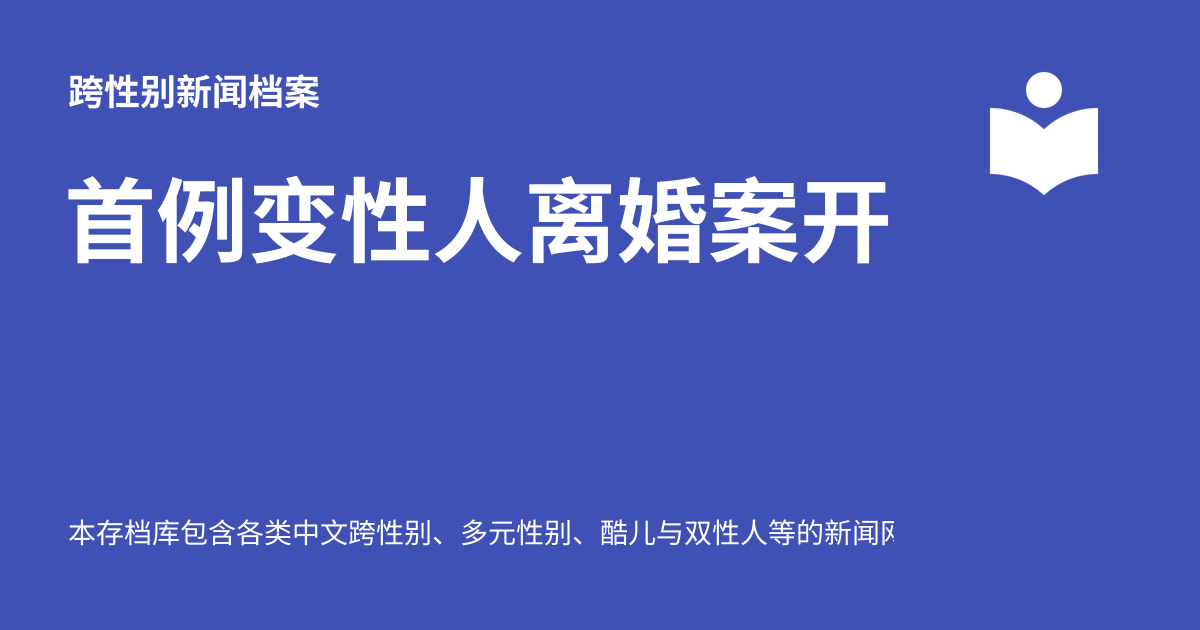 跨性别新闻档案
首例变性人离婚案开
本存档库包含各类中文跨性别、多元性别、酷儿与双性人等的新闻